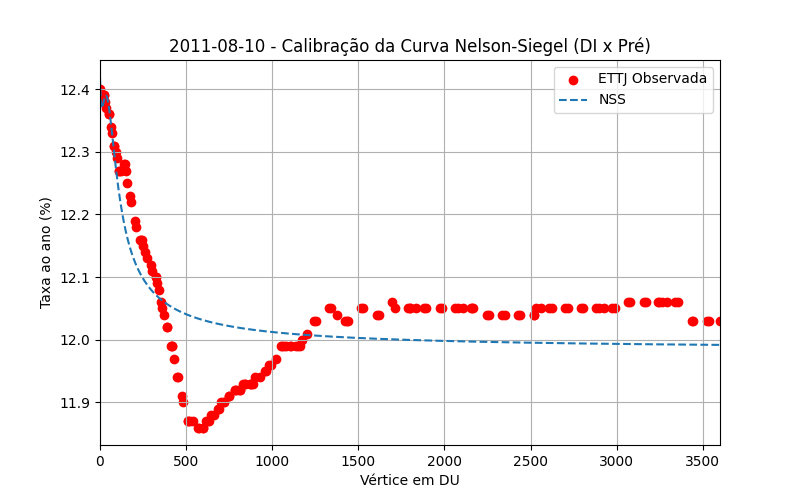 2011-08-10 - Calibração da Curva Nelson-Siegel (DI x Pré)
ETTJ Observada
NSS
Taxa ao ano (%)
12.4
12.3
12.2
12.1
12.0
11.9
0 500 1000 1500 2000 2500 3000 3500
Vértice em DU